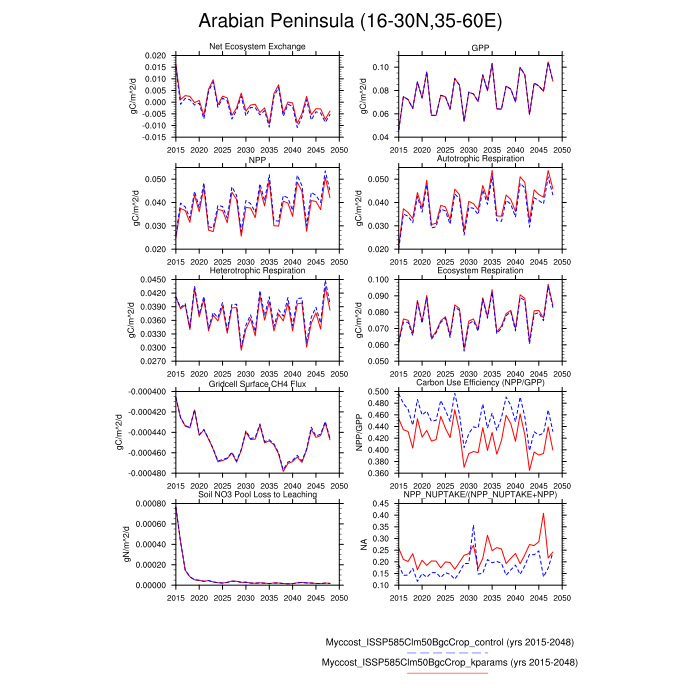 Arabian Peninsula (16-30N,35-60E)
Net Ecosystem Exchange
gC/m^2/d
0.020
0.015
0.010
0.005
0.000
-0.005
-0.010
-0.015
2015 2020 2025 2030 2035 2040 2045 2050
GPP
gC/m^2/d
0.10
0.08
0.06
0.04
2015 2020 2025 2030 2035 2040 2045 2050
NPP
gC/m^2/d
0.050
0.040
0.030
0.020
2015 2020 2025 2030 2035 2040 2045 2050
Autotrophic Respiration
gC/m^2/d
0.050
0.040
0.030
0.020
2015 2020 2025 2030 2035 2040 2045 2050
Heterotrophic Respiration
gC/m^2/d
0.0450
0.0420
0.0390
0.0360
0.0330
0.0300
0.0270
2015 2020 2025 2030 2035 2040 2045 2050
Ecosystem Respiration
gC/m^2/d
0.100
0.090
0.080
0.070
0.060
0.050
2015 2020 2025 2030 2035 2040 2045 2050
Gridcell Surface CH4 Flux
gC/m^2/d
-0.000400
-0.000420
-0.000440
-0.000460
-0.000480
2015 2020 2025 2030 2035 2040 2045 2050
Carbon Use Efficiency (NPP/GPP)
NPP/GPP
0.500
0.480
0.460
0.440
0.420
0.400
0.380
0.360
2015 2020 2025 2030 2035 2040 2045 2050
Soil NO3 Pool Loss to Leaching
gN/m^2/d
0.00080
0.00060
0.00040
0.00020
0.00000
2015 2020 2025 2030 2035 2040 2045 2050
NPP_NUPTAKE/(NPP_NUPTAKE+NPP)
NA
0.45
0.40
0.35
0.30
0.25
0.20
0.15
0.10
2015 2020 2025 2030 2035 2040 2045 2050
Myccost_ISSP585Clm50BgcCrop_control (yrs 2015-2048)
Myccost_ISSP585Clm50BgcCrop_kparams (yrs 2015-2048)